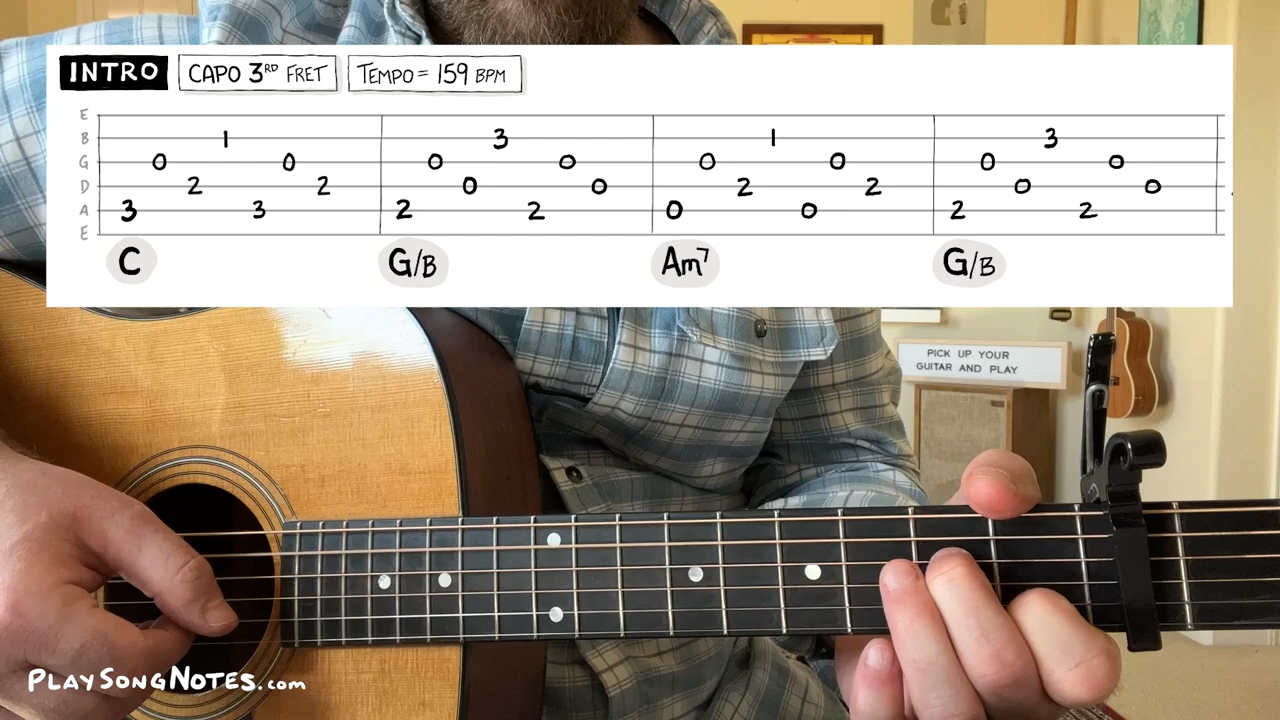 INTRO CAPO 3RD FRET TEMPO = 159 BPM
E
B 1 3 1 3
G 0 0 0 0 0 0 0 0
D 2 2 0 0 2 2 0 0
A 3 3 2 2 0 0 2 2
E
C G/B Am7 G/B
PICK UP YOUR
GUITAR AND PLAY
PLAYSONGNOTES.COM